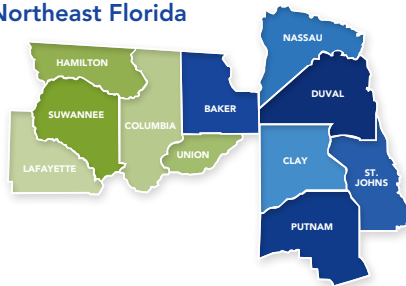 Northeast Florida
NASSAU
HAMILTON
DUVAL
SUWANNEE
COLUMBIA
BAKER
UNION
LAFAYETTE
CLAY
ST.
JOHNS
PUTNAM